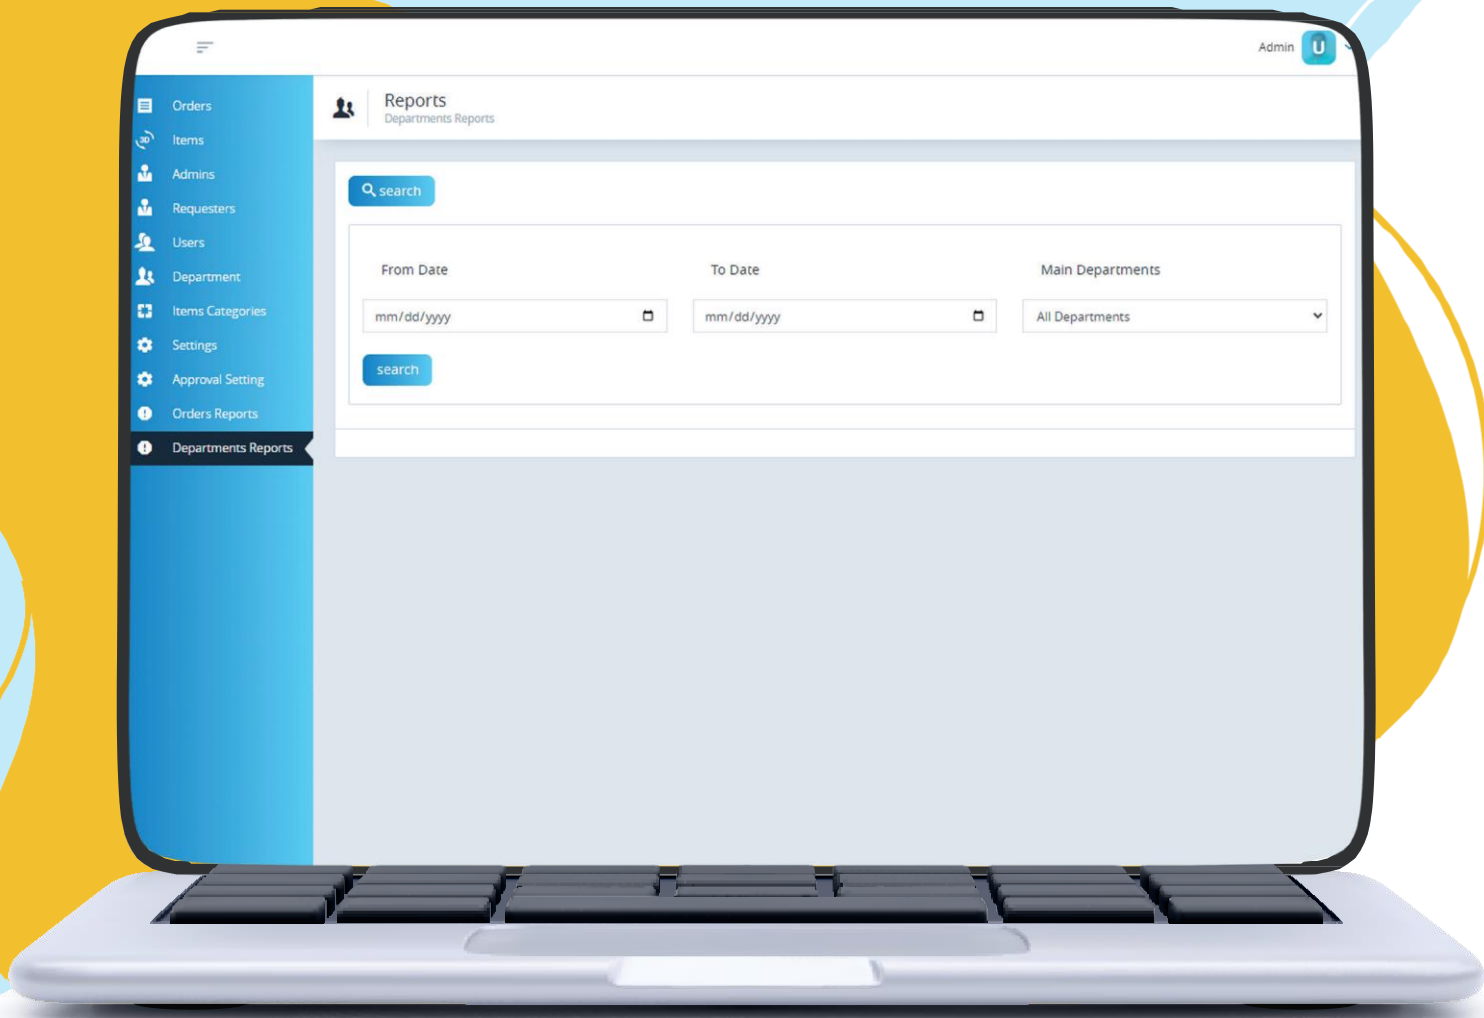 Admin
U
Orders
3D
Items
Admins
Requesters
Users
Department
Items Categories
Settings
Approval Setting
Orders Reports
Departments Reports
Reports
Departments Reports
search
From Date
To Date
Main Departments
mm/dd/yyyy
mm/dd/yyyy
All Departments
search